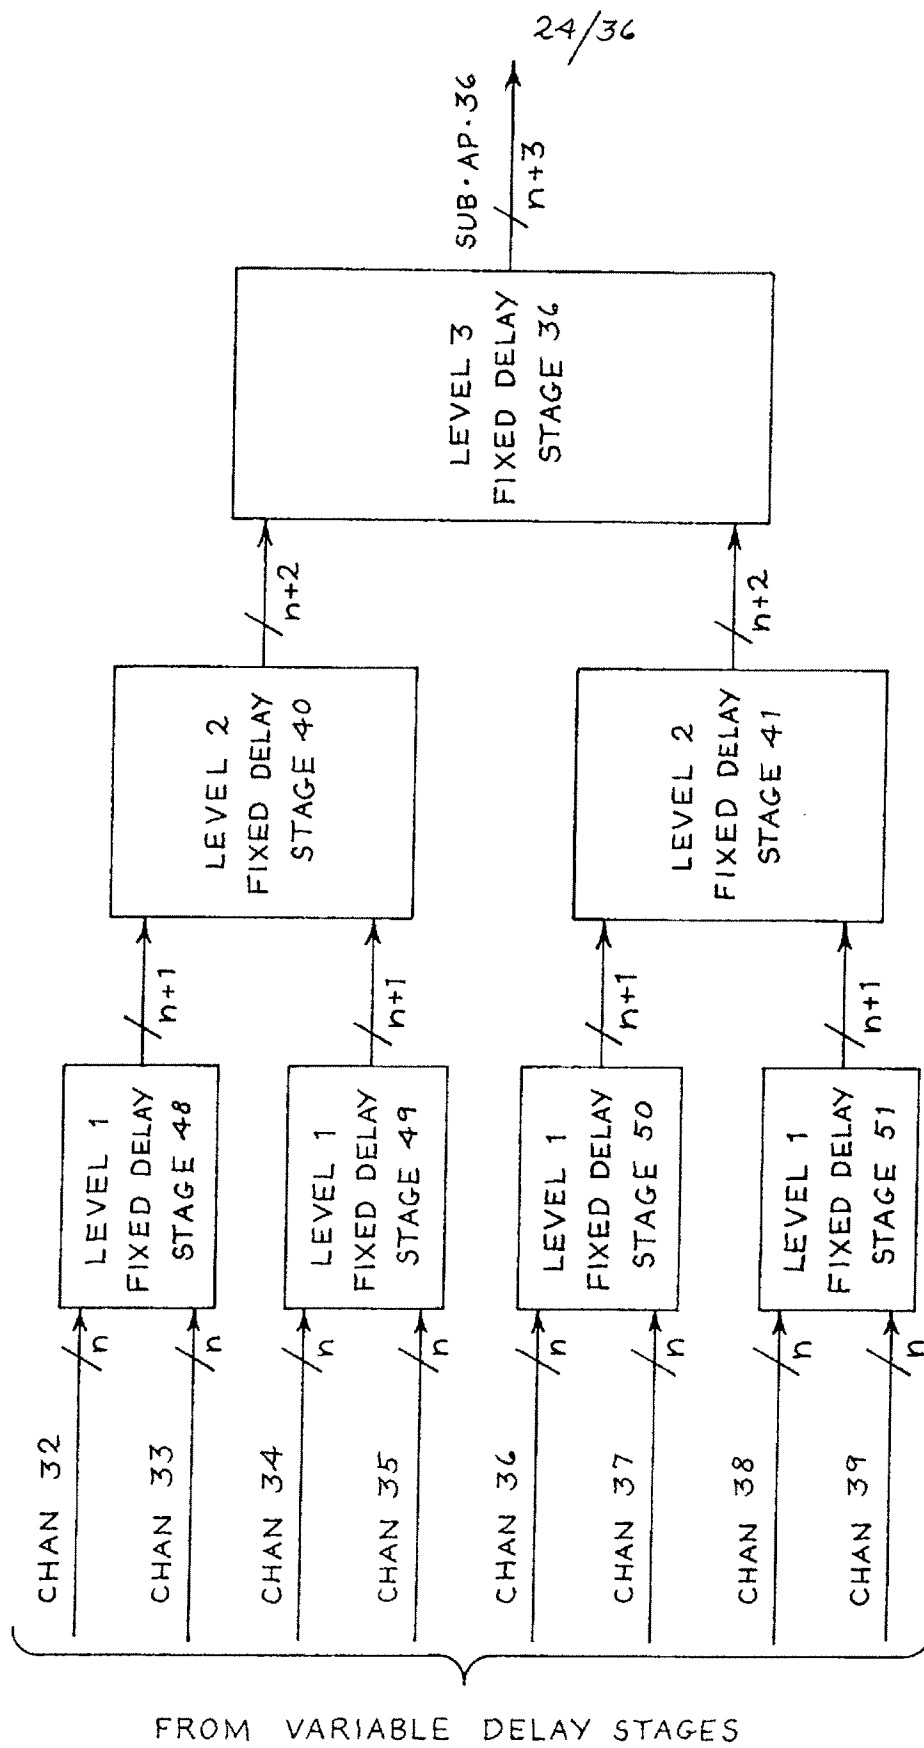 24/36
SUB·AP·36
n+3
LEVEL 3
FIXED DELAY
STAGE 36
n+2
n+2
LEVEL 2
FIXED DELAY
STAGE 40
LEVEL 2
FIXED DELAY
STAGE 41
n+1
n+1
n+1
n+1
LEVEL 1
FIXED DELAY
STAGE 48
LEVEL 1
FIXED DELAY
STAGE 49
LEVEL 1
FIXED DELAY
STAGE 50
LEVEL 1
FIXED DELAY
STAGE 51
n
n
n
n
n
n
n
n
CHAN 32
CHAN 33
CHAN 34
CHAN 35
CHAN 36
CHAN 37
CHAN 38
CHAN 39
FROM VARIABLE DELAY STAGES